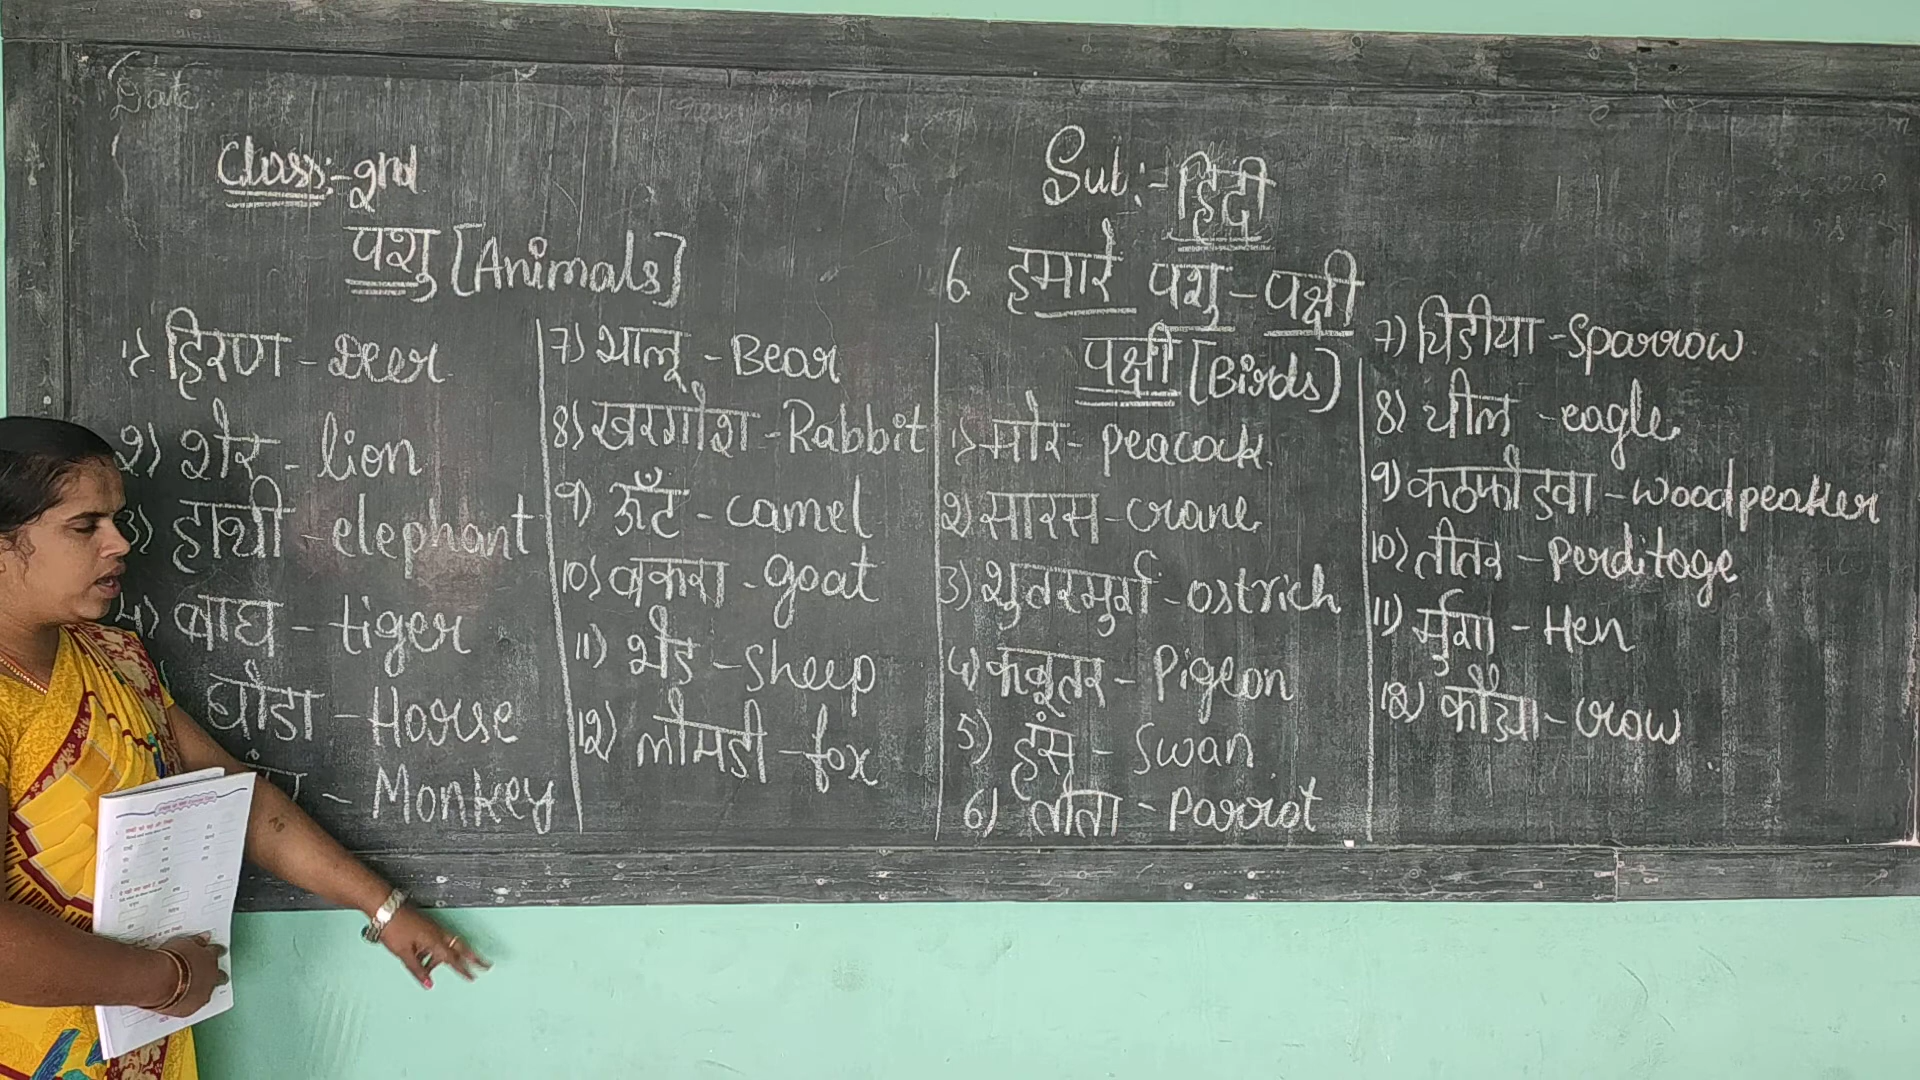 Date
Class:- 3rd
Sub:- हिंदी
पशु [Animals]
6. हमारे पशु-पक्षी
1) हिरण - Deer
2) शेर - lion
3) हाथी - elephant
4) बाघ - tiger
घोडा - Horse
- Monkey
7) भालू - Bear
8) खरगोश - Rabbit
9) ऊँट - camel
10) बकरा - goat
11) भेड - Sheep
12) लोमडी - fox
पक्षी [Birds)
1) मोर - peacock
2) सारस - crane
3) शुतरमुर्ग - ostrich
4) कबूतर - Pigeon
5) हंस - Swan
6) तोता - Parrot
7) चिडीया - Sparrow
8) चील - eagle
9) कठफोडवा - woodpeaker
10) तीतर - Perditage
11) र्मुगा - Hen
12) कौआ - crow